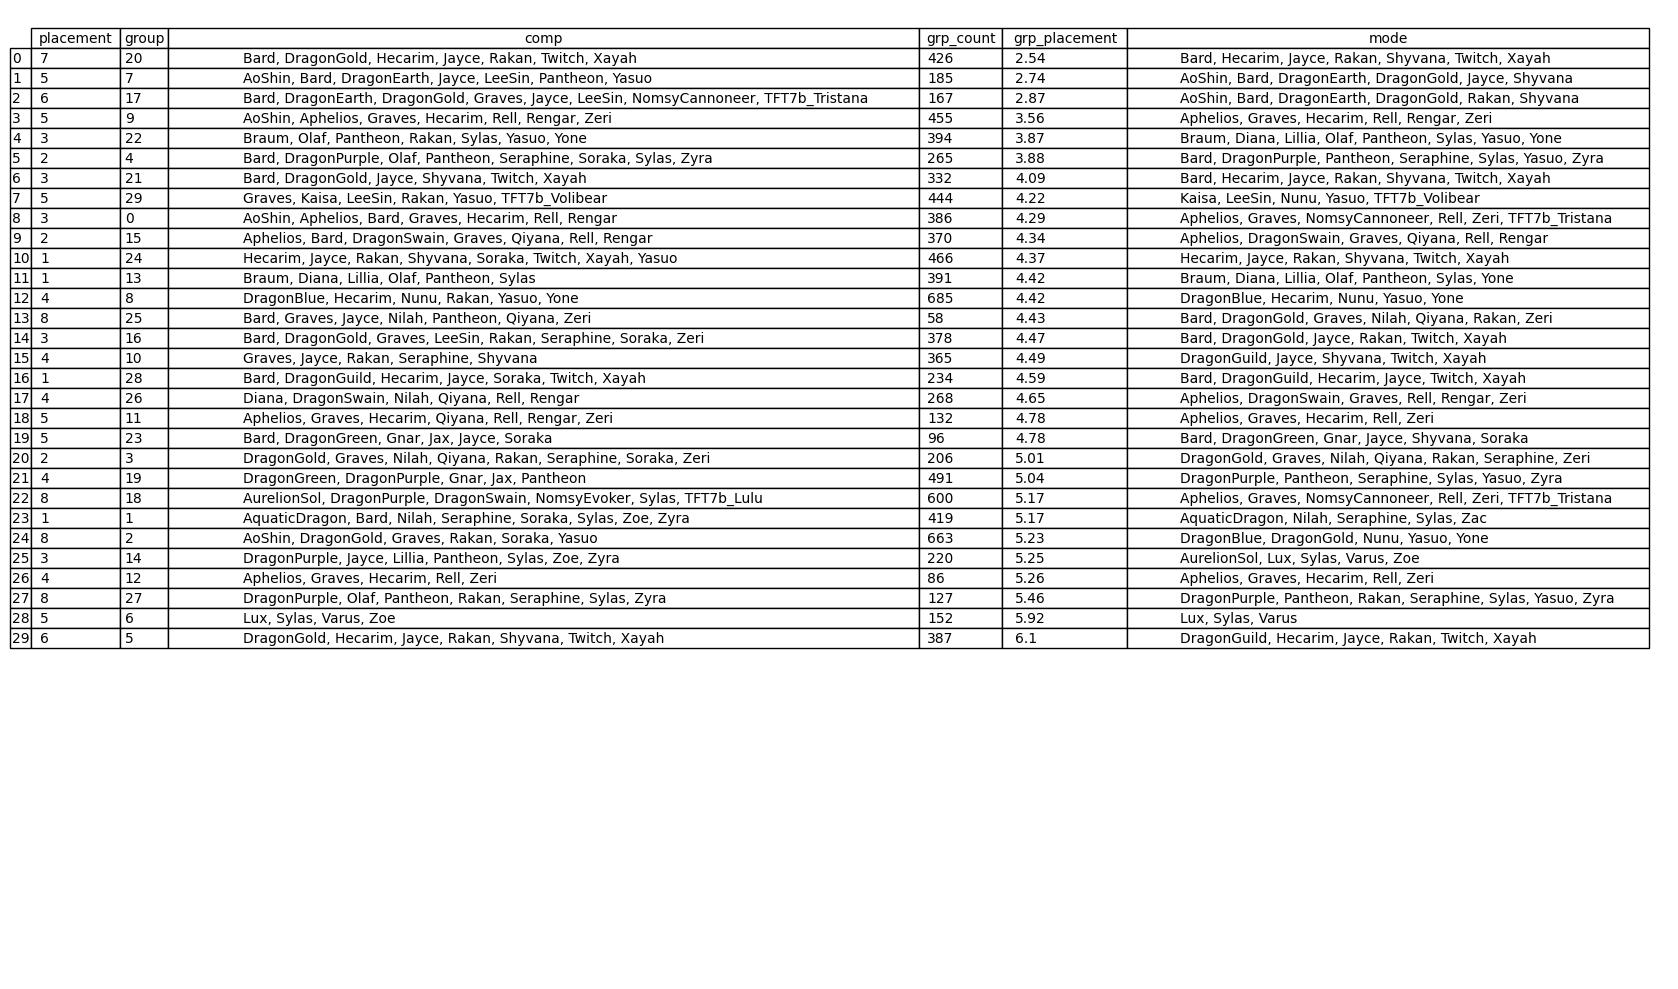 placement group comp grp_count grp_placement mode
0 7 20 Bard, DragonGold, Hecarim, Jayce, Rakan, Twitch, Xayah 426 2.54 Bard, Hecarim, Jayce, Rakan, Shyvana, Twitch, Xayah
1 5 7 AoShin, Bard, DragonEarth, Jayce, LeeSin, Pantheon, Yasuo 185 2.74 AoShin, Bard, DragonEarth, DragonGold, Jayce, Shyvana
2 6 17 Bard, DragonEarth, DragonGold, Graves, Jayce, LeeSin, NomsyCannoneer, TFT7b_Tristana 167 2.87 AoShin, Bard, DragonEarth, DragonGold, Rakan, Shyvana
3 5 9 AoShin, Aphelios, Graves, Hecarim, Rell, Rengar, Zeri 455 3.56 Aphelios, Graves, Hecarim, Rell, Rengar, Zeri
4 3 22 Braum, Olaf, Pantheon, Rakan, Sylas, Yasuo, Yone 394 3.87 Braum, Diana, Lillia, Olaf, Pantheon, Sylas, Yasuo, Yone
5 2 4 Bard, DragonPurple, Olaf, Pantheon, Seraphine, Soraka, Sylas, Zyra 265 3.88 Bard, DragonPurple, Pantheon, Seraphine, Sylas, Yasuo, Zyra
6 3 21 Bard, DragonGold, Jayce, Shyvana, Twitch, Xayah 332 4.09 Bard, Hecarim, Jayce, Rakan, Shyvana, Twitch, Xayah
7 5 29 Graves, Kaisa, LeeSin, Rakan, Yasuo, TFT7b_Volibear 444 4.22 Kaisa, LeeSin, Nunu, Yasuo, TFT7b_Volibear
8 3 0 AoShin, Aphelios, Bard, Graves, Hecarim, Rell, Rengar 386 4.29 Aphelios, Graves, NomsyCannoneer, Rell, Zeri, TFT7b_Tristana
9 2 15 Aphelios, Bard, DragonSwain, Graves, Qiyana, Rell, Rengar 370 4.34 Aphelios, DragonSwain, Graves, Qiyana, Rell, Rengar
10 1 24 Hecarim, Jayce, Rakan, Shyvana, Soraka, Twitch, Xayah, Yasuo 466 4.37 Hecarim, Jayce, Rakan, Shyvana, Twitch, Xayah
11 1 13 Braum, Diana, Lillia, Olaf, Pantheon, Sylas 391 4.42 Braum, Diana, Lillia, Olaf, Pantheon, Sylas, Yone
12 4 8 DragonBlue, Hecarim, Nunu, Rakan, Yasuo, Yone 685 4.42 DragonBlue, Hecarim, Nunu, Yasuo, Yone
13 8 25 Bard, Graves, Jayce, Nilah, Pantheon, Qiyana, Zeri 58 4.43 Bard, DragonGold, Graves, Nilah, Qiyana, Rakan, Zeri
14 3 16 Bard, DragonGold, Graves, LeeSin, Rakan, Seraphine, Soraka, Zeri 378 4.47 Bard, DragonGold, Jayce, Rakan, Twitch, Xayah
15 4 10 Graves, Jayce, Rakan, Seraphine, Shyvana 365 4.49 DragonGuild, Jayce, Shyvana, Twitch, Xayah
16 1 28 Bard, DragonGuild, Hecarim, Jayce, Soraka, Twitch, Xayah 234 4.59 Bard, DragonGuild, Hecarim, Jayce, Twitch, Xayah
17 4 26 Diana, DragonSwain, Nilah, Qiyana, Rell, Rengar 268 4.65 Aphelios, DragonSwain, Graves, Rell, Rengar, Zeri
18 5 11 Aphelios, Graves, Hecarim, Qiyana, Rell, Rengar, Zeri 132 4.78 Aphelios, Graves, Hecarim, Rell, Zeri
19 5 23 Bard, DragonGreen, Gnar, Jax, Jayce, Soraka 96 4.78 Bard, DragonGreen, Gnar, Jayce, Shyvana, Soraka
20 2 3 DragonGold, Graves, Nilah, Qiyana, Rakan, Seraphine, Soraka, Zeri 206 5.01 DragonGold, Graves, Nilah, Qiyana, Rakan, Seraphine, Zeri
21 4 19 DragonGreen, DragonPurple, Gnar, Jax, Pantheon 491 5.04 DragonPurple, Pantheon, Seraphine, Sylas, Yasuo, Zyra
22 8 18 AurelionSol, DragonPurple, DragonSwain, NomsyEvoker, Sylas, TFT7b_Lulu 600 5.17 Aphelios, Graves, NomsyCannoneer, Rell, Zeri, TFT7b_Tristana
23 1 1 AquaticDragon, Bard, Nilah, Seraphine, Soraka, Sylas, Zoe, Zyra 419 5.17 AquaticDragon, Nilah, Seraphine, Sylas, Zac
24 8 2 AoShin, DragonGold, Graves, Rakan, Soraka, Yasuo 663 5.23 DragonBlue, DragonGold, Nunu, Yasuo, Yone
25 3 14 DragonPurple, Jayce, Lillia, Pantheon, Sylas, Zoe, Zyra 220 5.25 AurelionSol, Lux, Sylas, Varus, Zoe
26 4 12 Aphelios, Graves, Hecarim, Rell, Zeri 86 5.26 Aphelios, Graves, Hecarim, Rell, Zeri
27 8 27 DragonPurple, Olaf, Pantheon, Rakan, Seraphine, Sylas, Zyra 127 5.46 DragonPurple, Pantheon, Rakan, Seraphine, Sylas, Yasuo, Zyra
28 5 6 Lux, Sylas, Varus, Zoe 152 5.92 Lux, Sylas, Varus
29 6 5 DragonGold, Hecarim, Jayce, Rakan, Shyvana, Twitch, Xayah 387 6.1 DragonGuild, Hecarim, Jayce, Rakan, Twitch, Xayah